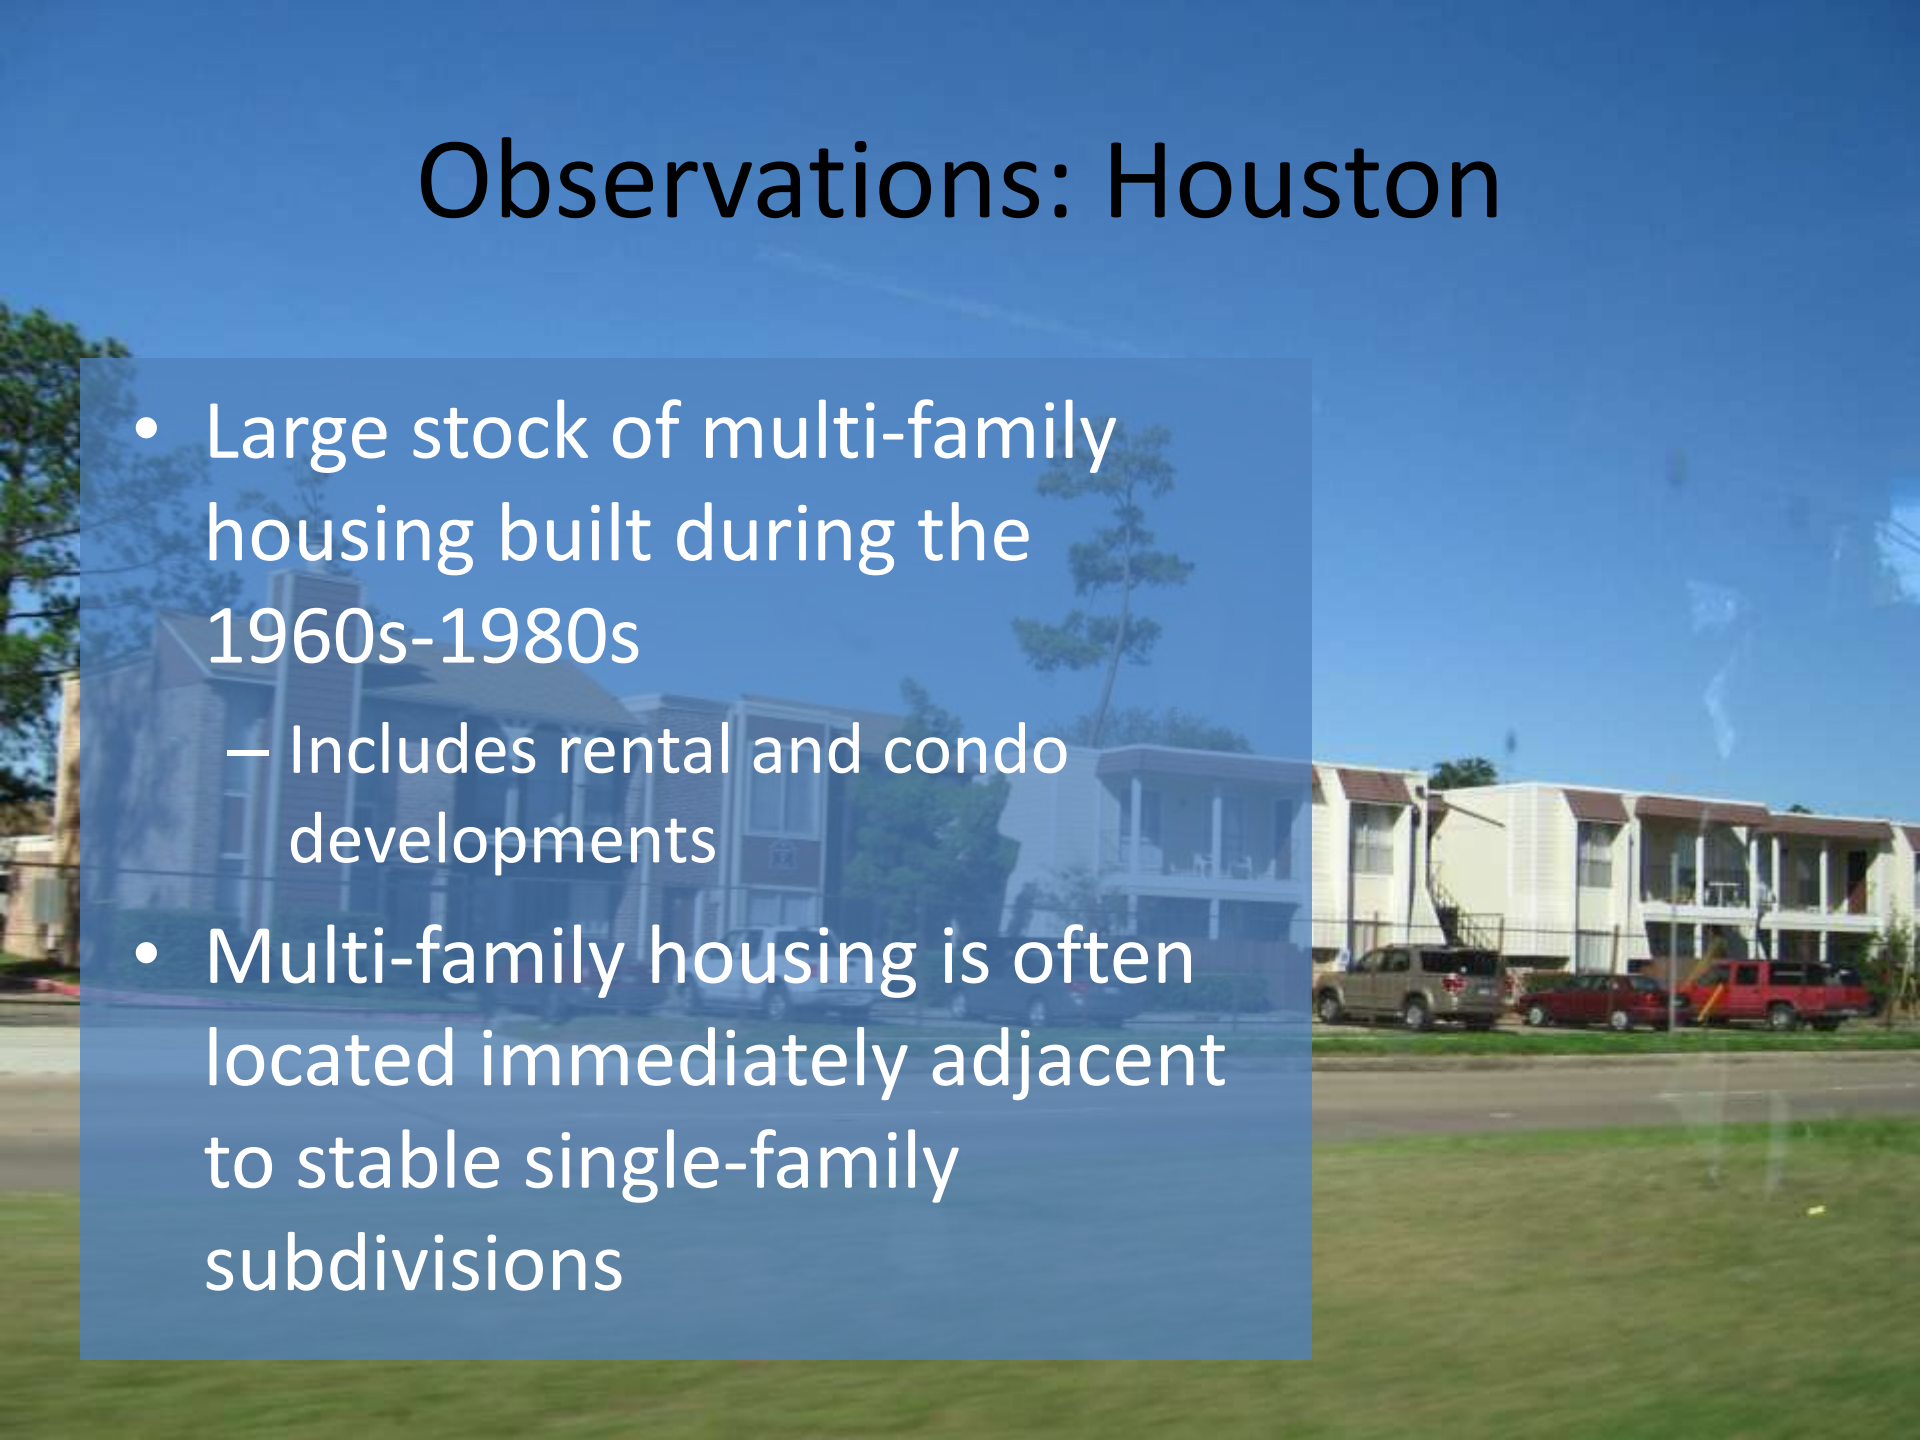 Observations: Houston
• Large stock of multi-family
housing built during the
1960s-1980s
– Includes rental and condo
developments
• Multi-family housing is often
located immediately adjacent
to stable single-family
subdivisions